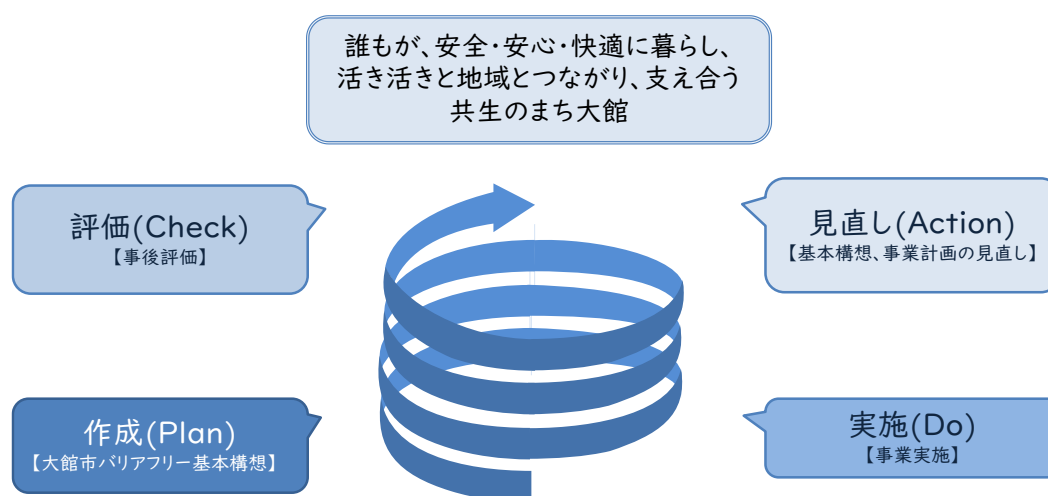 誰もが、安全・安心・快適に暮らし、
活き活きと地域とつながり、支え合う
共生のまち大館
評価(Check)
【事後評価】
見直し(Action)
【基本構想、事業計画の見直し】
作成(Plan)
【大館市バリアフリー基本構想】
実施(Do)
【事業実施】